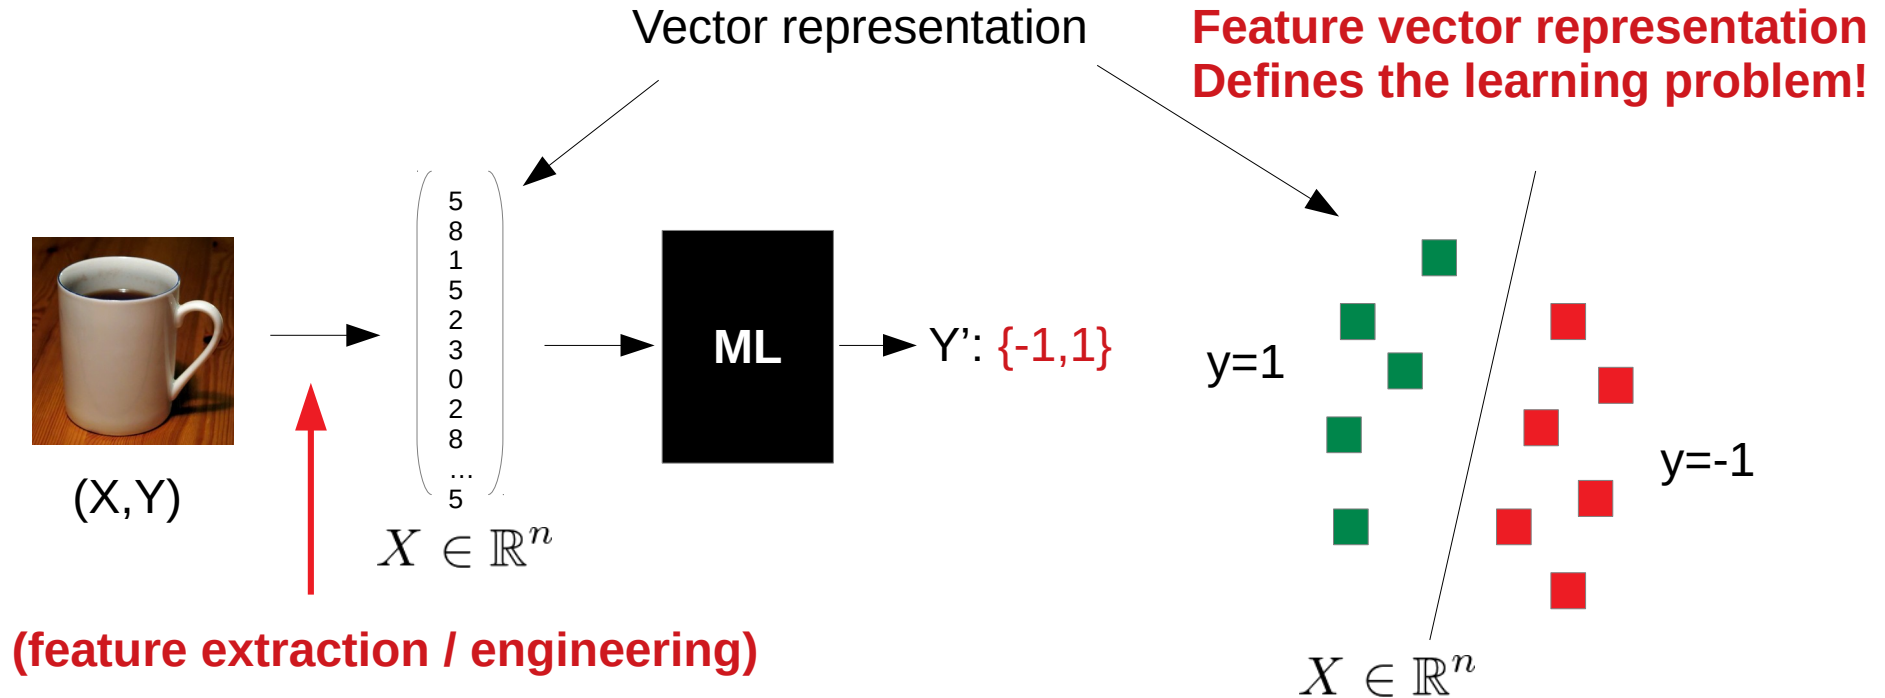 Vector representation
Feature vector representation
Defines the learning problem!
5
8
1
5
2
3
0
2
8
...
5
ML
Y’: {-1,1}
y=1
y=-1
(X,Y)
X ∈ ℝⁿ
(feature extraction / engineering)
X ∈ ℝⁿ